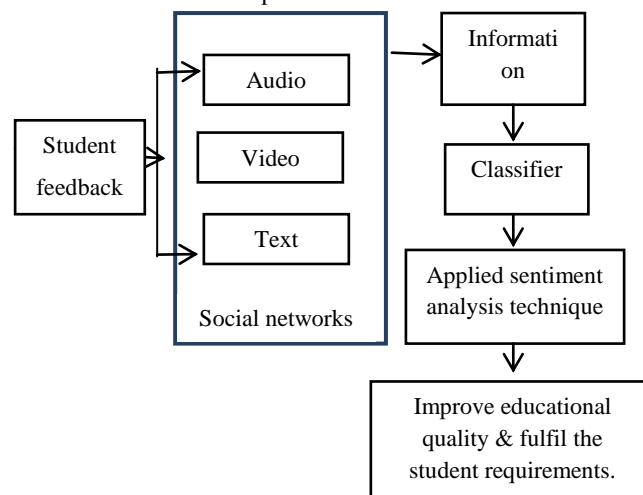 Student
feedback
Audio
Video
Text
Social networks
Informati
on
Classifier
Applied sentiment
analysis technique
Improve educational
quality & fulfil the
student requirements.